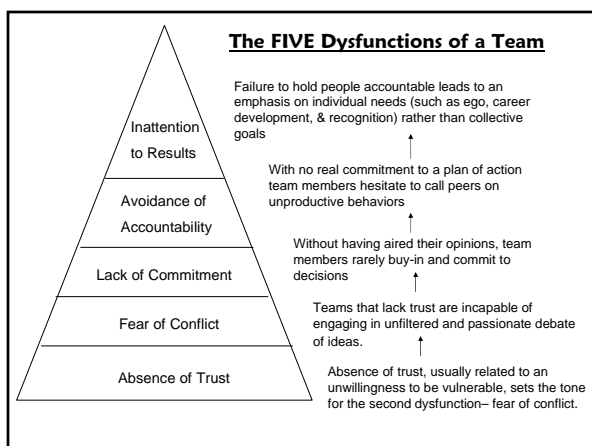 The FIVE Dysfunctions of a Team
Inattention
to Results
Avoidance of
Accountability
Lack of Commitment
Fear of Conflict
Absence of Trust
Failure to hold people accountable leads to an
emphasis on individual needs (such as ego, career
development, & recognition) rather than collective
goals
With no real commitment to a plan of action
team members hesitate to call peers on
unproductive behaviors
Without having aired their opinions, team
members rarely buy-in and commit to
decisions
Teams that lack trust are incapable of
engaging in unfiltered and passionate debate
of ideas.
Absence of trust, usually related to an
unwillingness to be vulnerable, sets the tone
for the second dysfunction– fear of conflict.